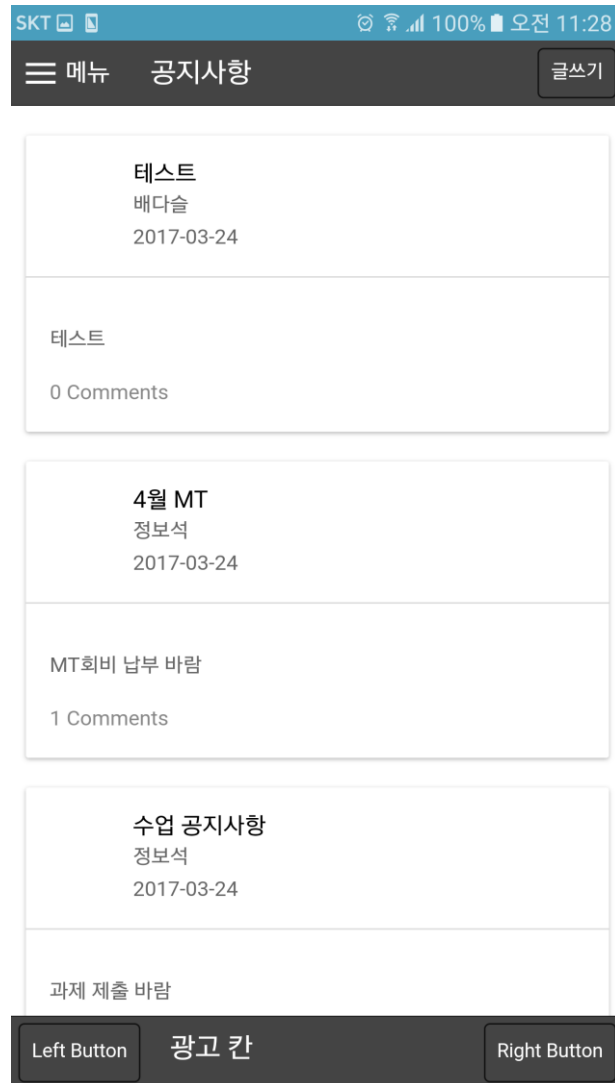 SKT 100% 오전 11:28
메뉴 공지사항 글쓰기
테스트
배다슬
2017-03-24
테스트
0 Comments
4월 MT
정보석
2017-03-24
MT회비 납부 바람
1 Comments
수업 공지사항
정보석
2017-03-24
과제 제출 바람
Left Button 광고 칸 Right Button